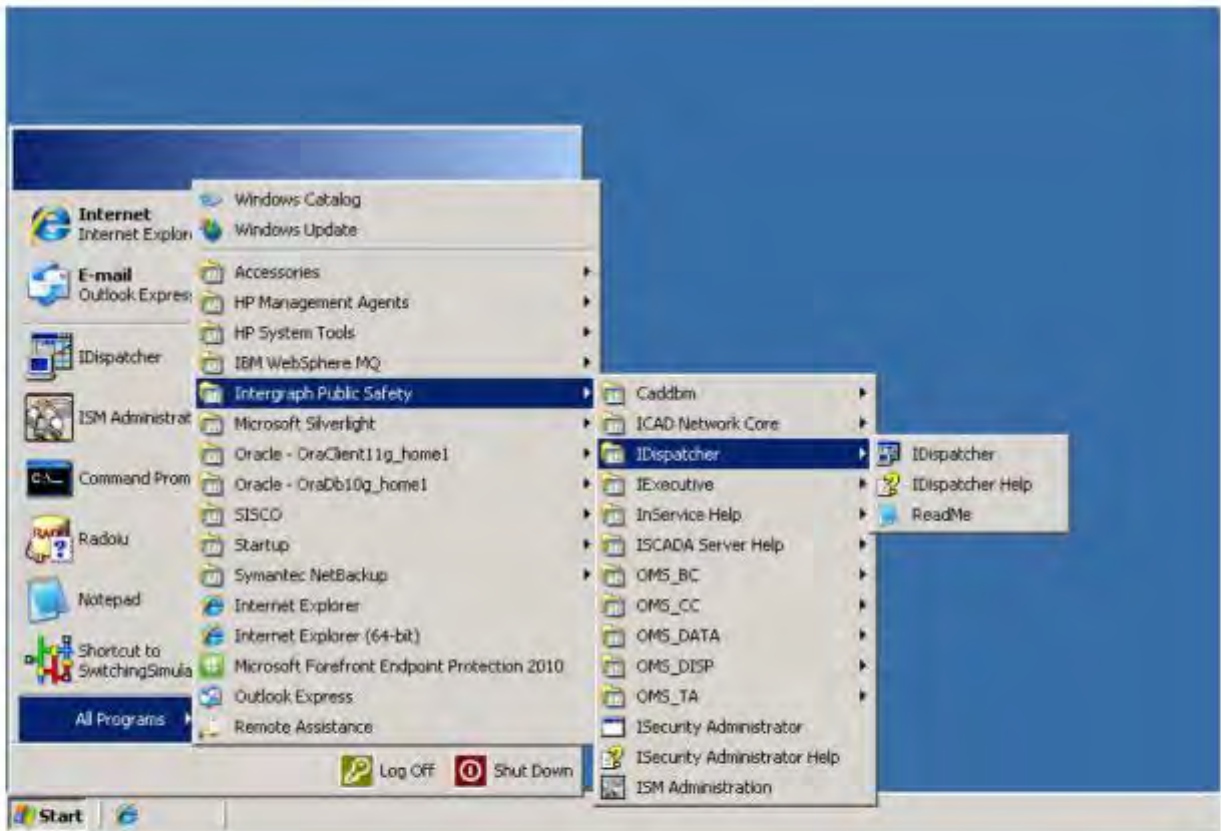 Internet
Internet Explor
E-mail
Outlook Expres
IDispatcher
ISM Administrat
Command Prom
Radoiu
Notepad
Shortcut to
SwitchingSimula
All Programs
Windows Catalog
Windows Update
Accessories
HP Management Agents
HP System Tools
IBM WebSphere MQ
Intergraph Public Safety
Microsoft Silverlight
Oracle - OraClient11g_home1
Oracle - OraDb10g_home1
SISCO
Startup
Symantec NetBackup
Internet Explorer
Internet Explorer (64-bit)
Microsoft Forefront Endpoint Protection 2010
Outlook Express
Remote Assistance
Caddbm
ICAD Network Core
IDispatcher
IExecutive
InService Help
ISCADA Server Help
OMS_BC
OMS_CC
OMS_DATA
OMS_DISP
OMS_TA
ISecurity Administrator
ISecurity Administrator Help
ISM Administration
IDispatcher
IDispatcher Help
ReadMe
Log Off
Shut Down
Start